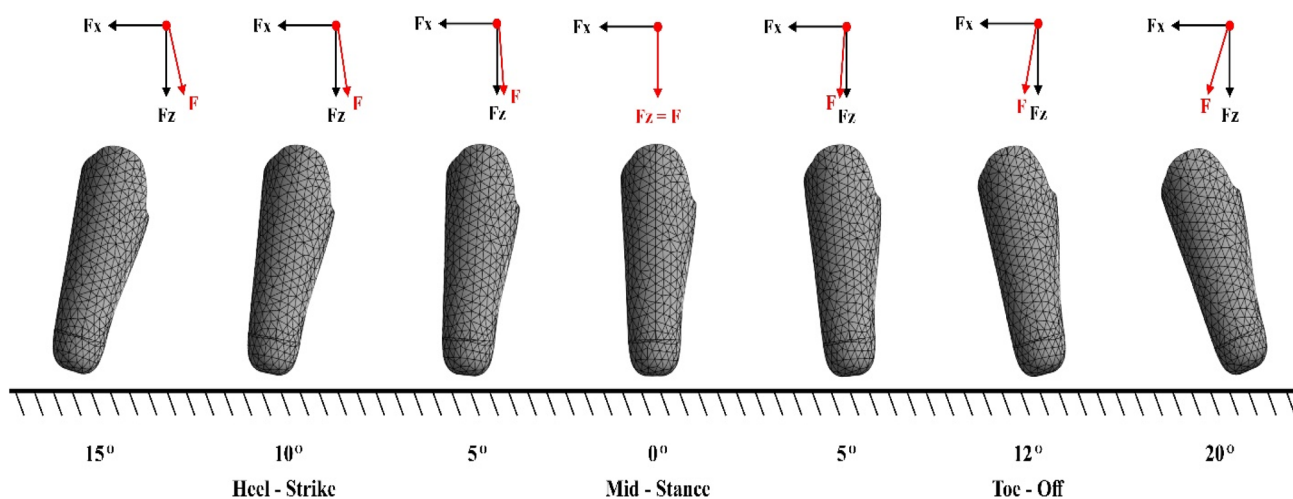 Fx Fx Fx Fx Fx Fx Fx
F F F F F F
Fz Fz Fz Fz = F Fz Fz Fz
15° 10° 5° 0° 5° 12° 20°
Heel - Strike Mid - Stance Toe - Off